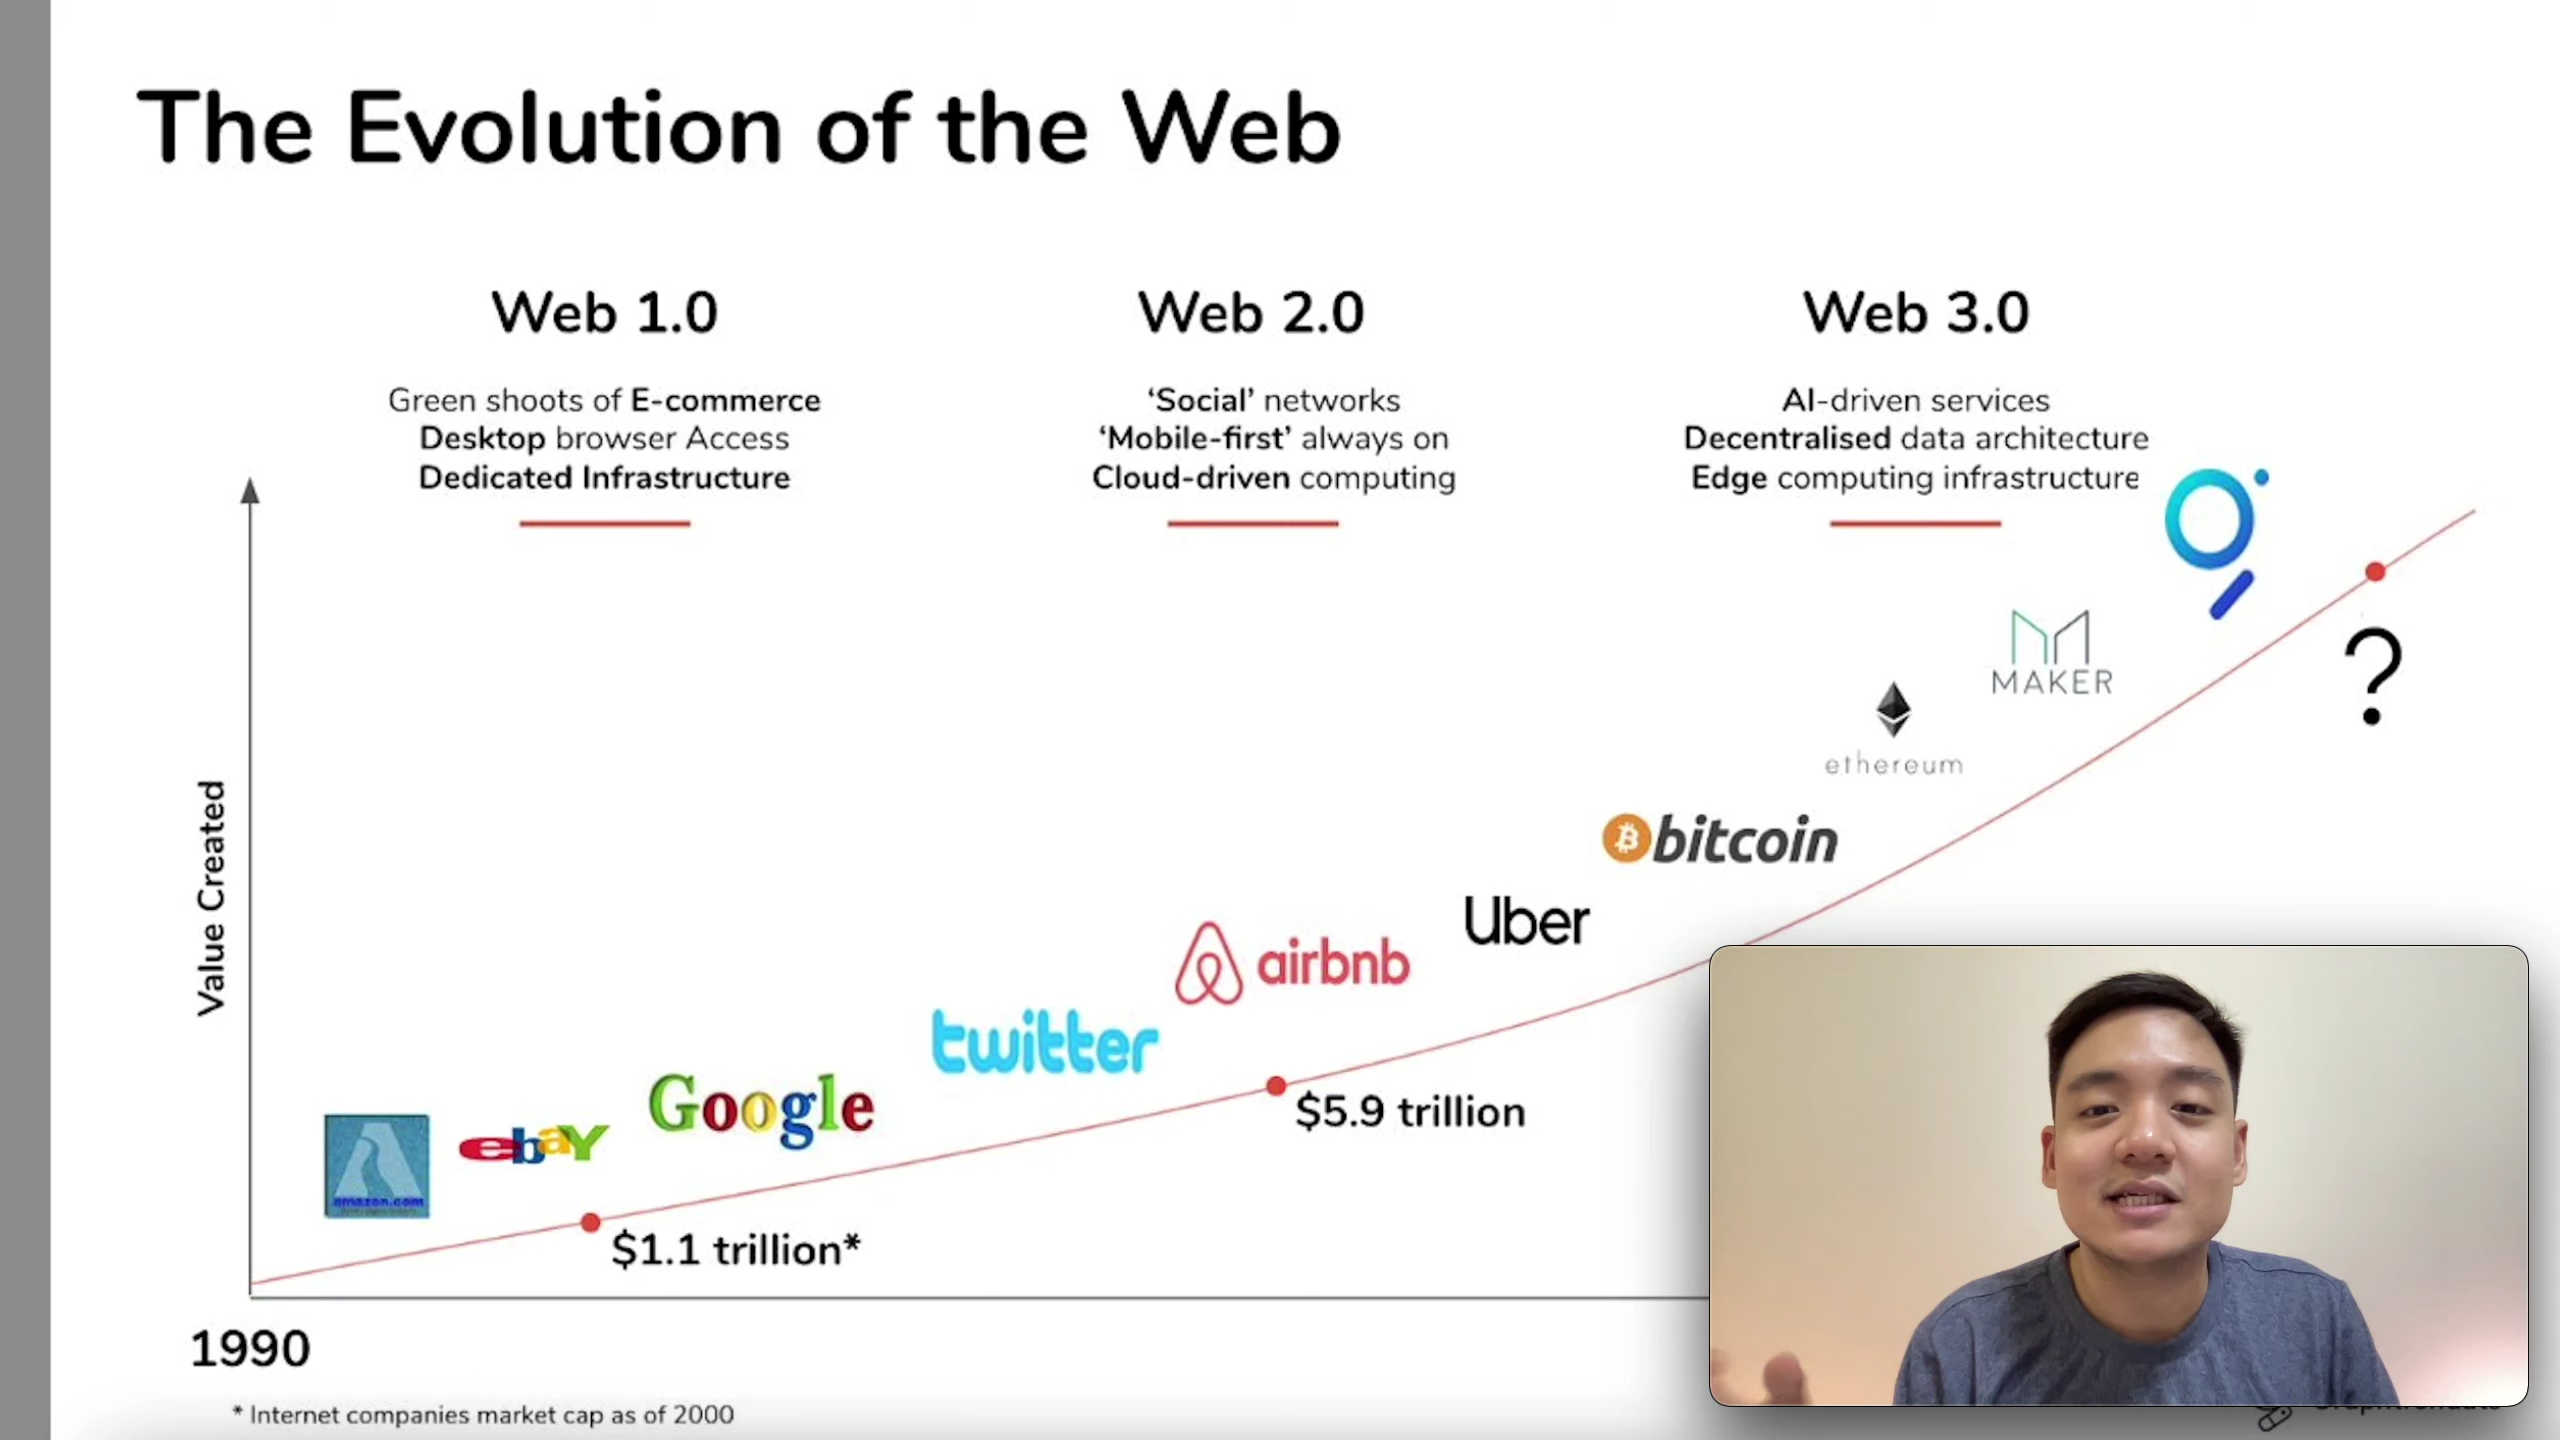 The Evolution of the Web
Web 1.0
Green shoots of E-commerce
Desktop browser Access
Dedicated Infrastructure
Web 2.0
‘Social’ networks
‘Mobile-first’ always on
Cloud-driven computing
Web 3.0
AI-driven services
Decentralised data architecture
Edge computing infrastructure
Value Created
amazon.com
ebaY
Google
twitter
airbnb
Uber
bitcoin
ethereum
MAKER
?
$1.1 trillion*
$5.9 trillion
1990
* Internet companies market cap as of 2000